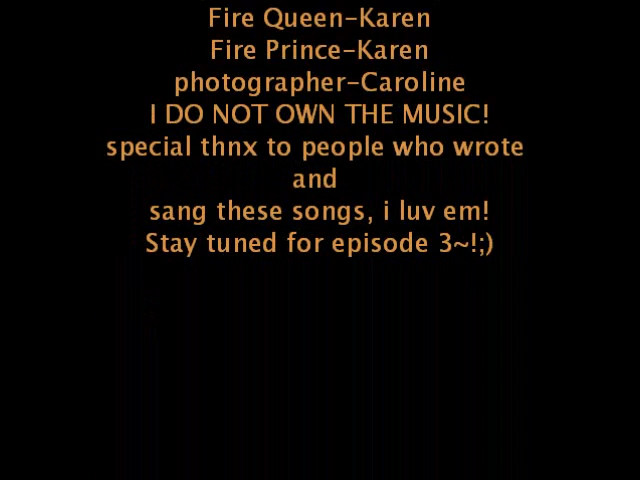 Fire Queen-Karen
Fire Prince-Karen
photographer-Caroline
I DO NOT OWN THE MUSIC!
special thnx to people who wrote
and
sang these songs, i luv em!
Stay tuned for episode 3~!;)